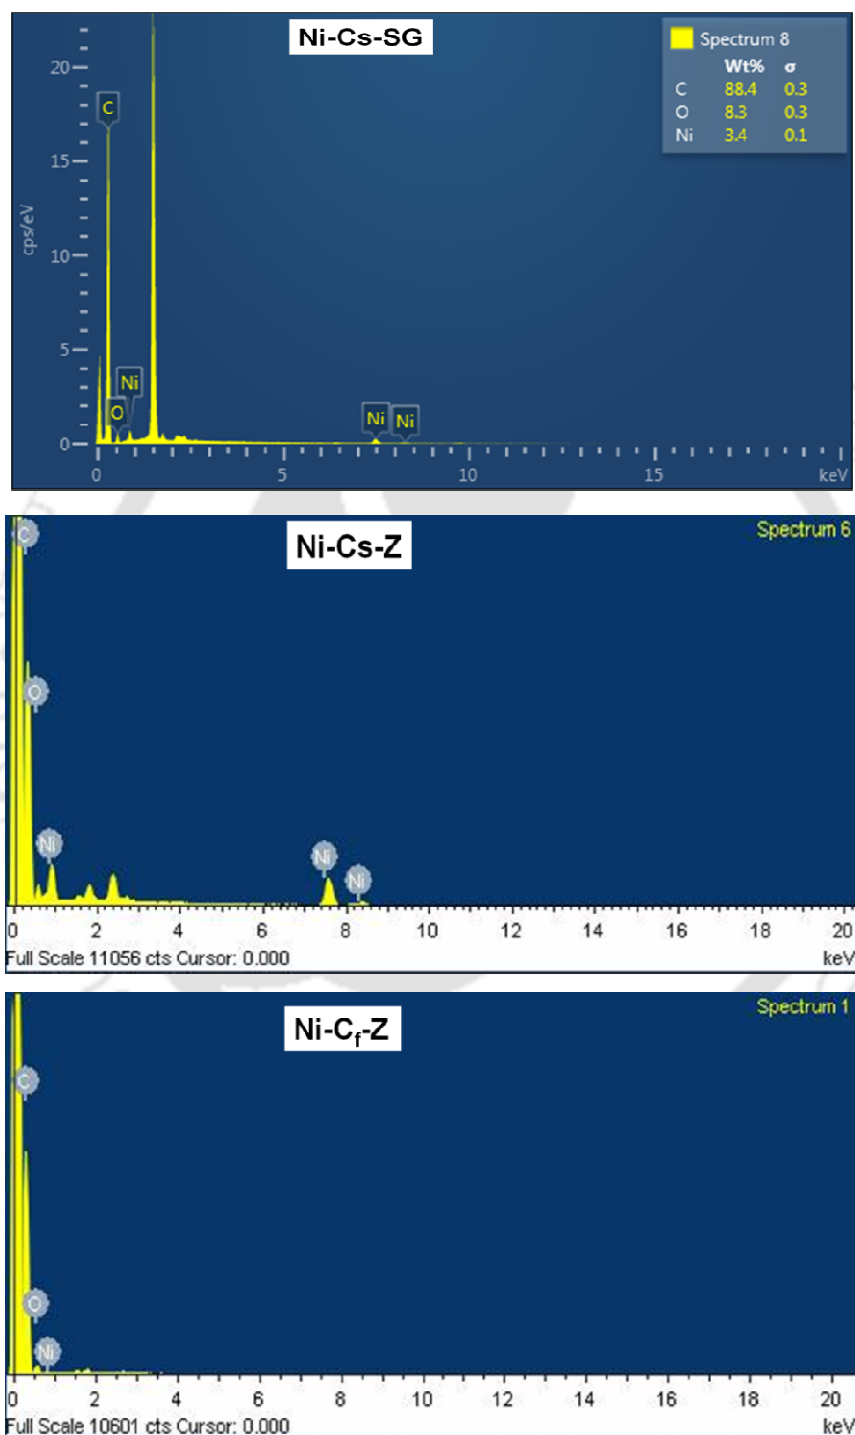 Ni-Cs-SG
Spectrum 8
Wt% σ
C 88.4 0.3
O 8.3 0.3
Ni 3.4 0.1
20
15
10
5
0
cps/eV
C
O
Ni
Ni
Ni
0 5 10 15 keV
Ni-Cs-Z
Spectrum 6
C
O
Ni
Ni
Ni
0 2 4 6 8 10 12 14 16 18 20
Full Scale 11056 cts Cursor: 0.000 keV
Ni-Cf-Z
Spectrum 1
C
O
Ni
0 2 4 6 8 10 12 14 16 18 20
Full Scale 10601 cts Cursor: 0.000 keV